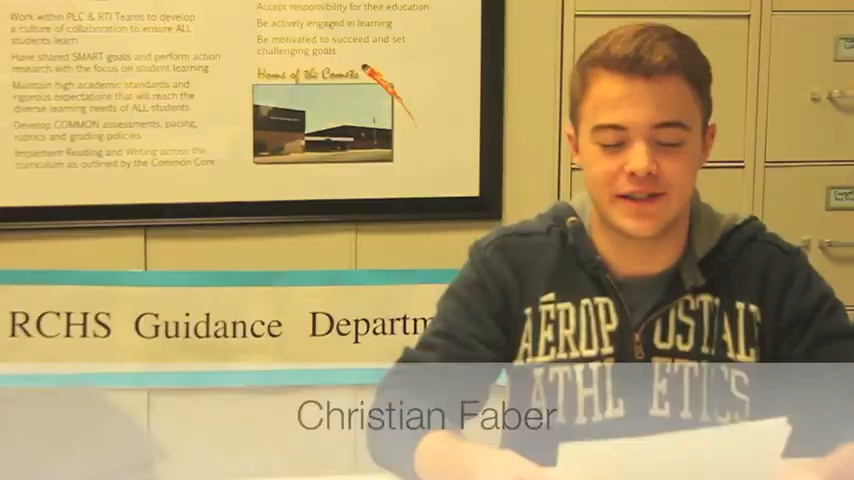 Work within PLC & RTI Teams to develop
a culture of collaboration to ensure ALL
students learn
Have shared SMART goals and perform action
research with the focus on student learning
Maintain high academic standards and
rigorous expectations that will reach the
diverse learning needs of ALL students
Develop COMMON assessments, pacing,
rubrics and grading policies
Implement Reading and Writing across the
curriculum as outlined by the Common Core
Accept responsibility for their education
Be actively engaged in learning
Be motivated to succeed and set
challenging goals
Home of the Comets
RCHS Guidance Departm
AÉROPOSTALE
ATHLETICS
Christian Faber